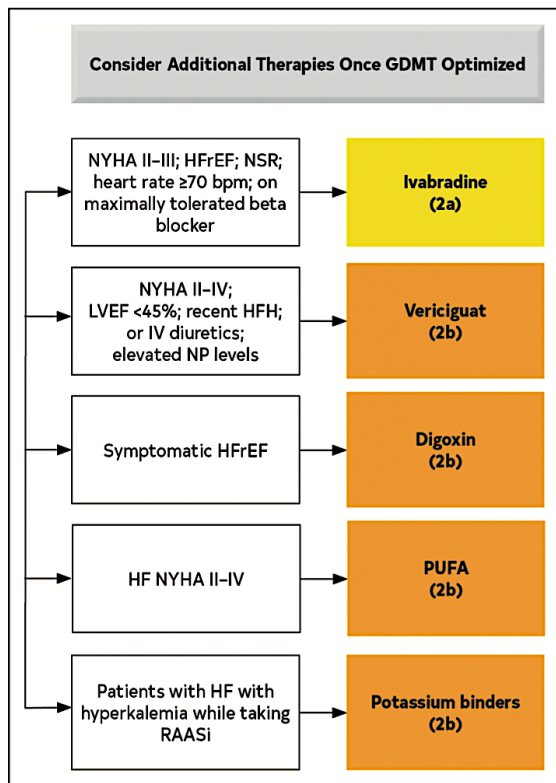 Consider Additional Therapies Once GDMT Optimized
NYHA II–III; HFrEF; NSR;
heart rate ≥70 bpm; on
maximally tolerated beta
blocker
Ivabradine
(2a)
NYHA II–IV;
LVEF <45%; recent HFH;
or IV diuretics;
elevated NP levels
Vericiguat
(2b)
Symptomatic HFrEF
Digoxin
(2b)
HF NYHA II–IV
PUFA
(2b)
Patients with HF with
hyperkalemia while taking
RAASi
Potassium binders
(2b)